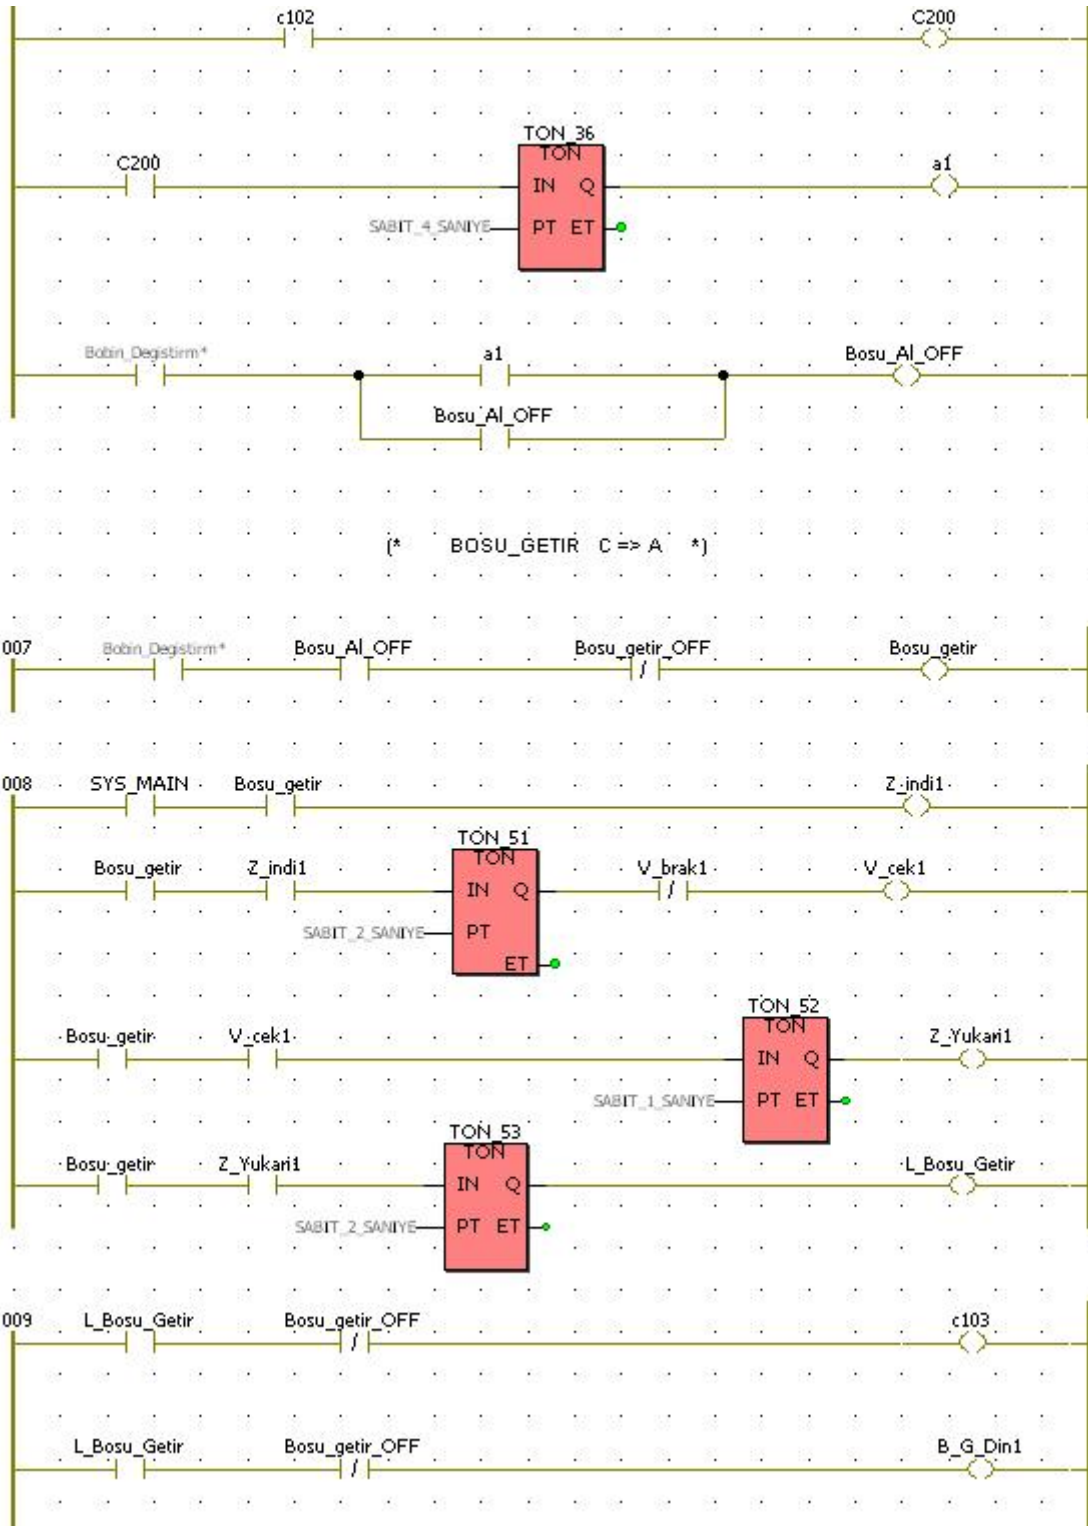 c102 C200
TON_36
TON
C200 a1
IN Q
SABIT_4_SANIYE PT ET
Bobin_Degistirm* a1 Bosu_Al_OFF
Bosu_Al_OFF
(* BOSU_GETIR C => A *)
007 Bobin_Degistirm* Bosu_Al_OFF Bosu_getir_OFF Bosu_getir
/
008 SYS_MAIN Bosu_getir Z_indi1
TON_51
TON
Bosu_getir Z_indi1 V_brak1 V_cek1
IN Q /
SABIT_2_SANIYE PT
ET
TON_52
TON
Bosu_getir V_cek1 Z_Yukari1
IN Q
SABIT_1_SANIYE PT ET
TON_53
TON
Bosu_getir Z_Yukari1 L_Bosu_Getir
IN Q
SABIT_2_SANIYE PT ET
009 L_Bosu_Getir Bosu_getir_OFF c103
/
L_Bosu_Getir Bosu_getir_OFF B_G_Din1
/